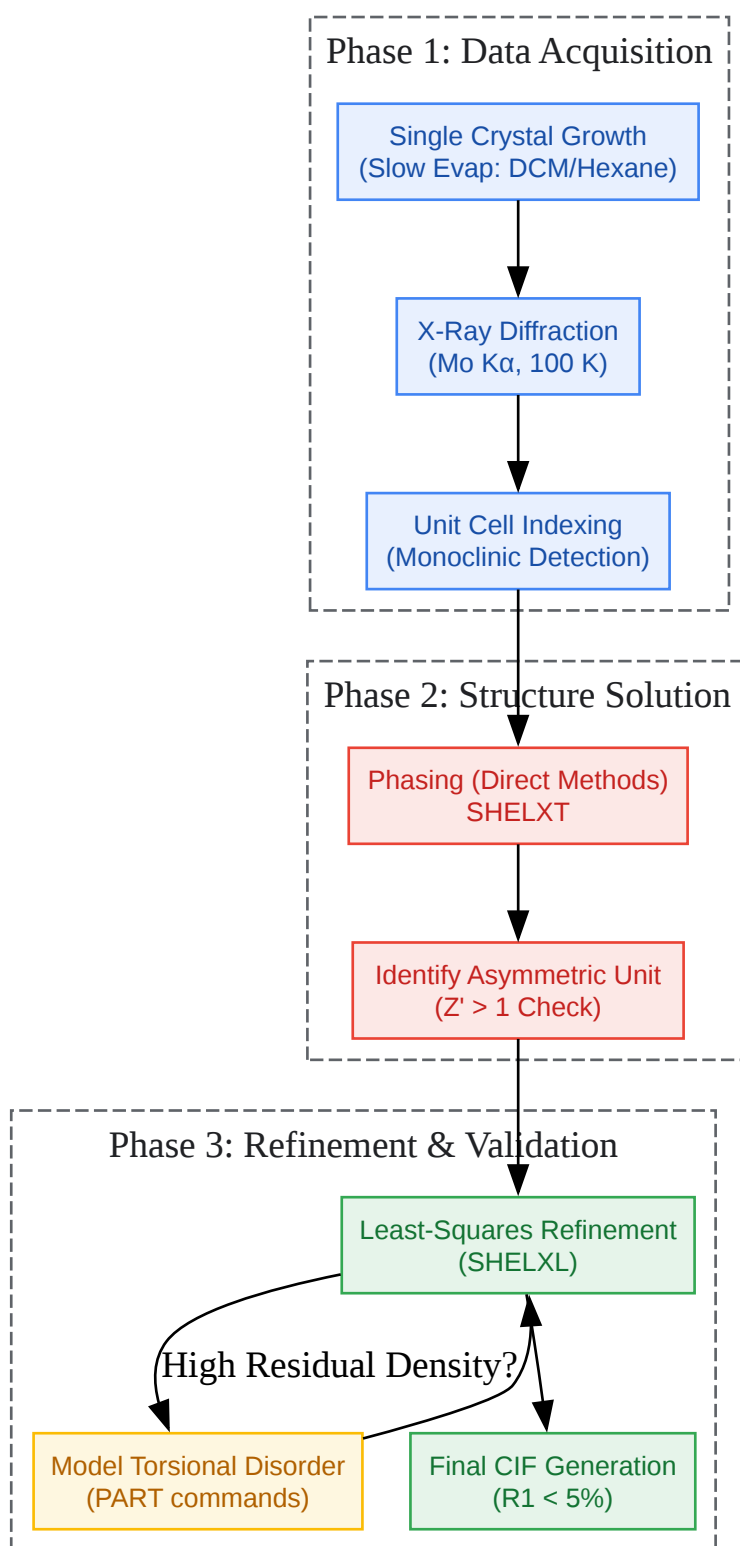 Phase 1: Data Acquisition
Single Crystal Growth
(Slow Evap: DCM/Hexane)
X-Ray Diffraction
(Mo Kα, 100 K)
Unit Cell Indexing
(Monoclinic Detection)
Phase 2: Structure Solution
Phasing (Direct Methods)
SHELXT
Identify Asymmetric Unit
(Z' > 1 Check)
Phase 3: Refinement & Validation
Least-Squares Refinement
(SHELXL)
High Residual Density?
Model Torsional Disorder
(PART commands)
Final CIF Generation
(R1 < 5%)